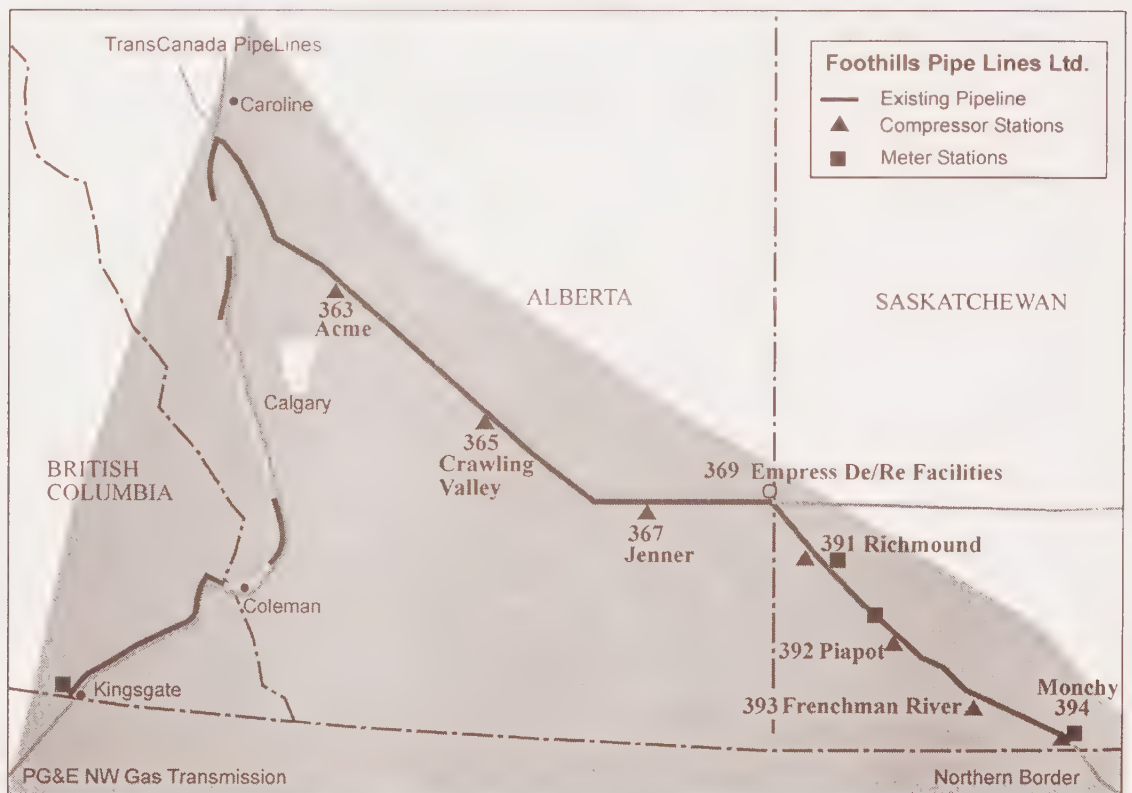 TransCanada PipeLines
Caroline
Foothills Pipe Lines Ltd.
Existing Pipeline
Compressor Stations
Meter Stations
363
Acme
ALBERTA
SASKATCHEWAN
Calgary
365
Crawling
Valley
BRITISH
COLUMBIA
369 Empress De/Re Facilities
367
Jenner
391 Richmound
Coleman
392 Piapot
Kingsgate
393 Frenchman River
Monchy
394
PG&E NW Gas Transmission
Northern Border